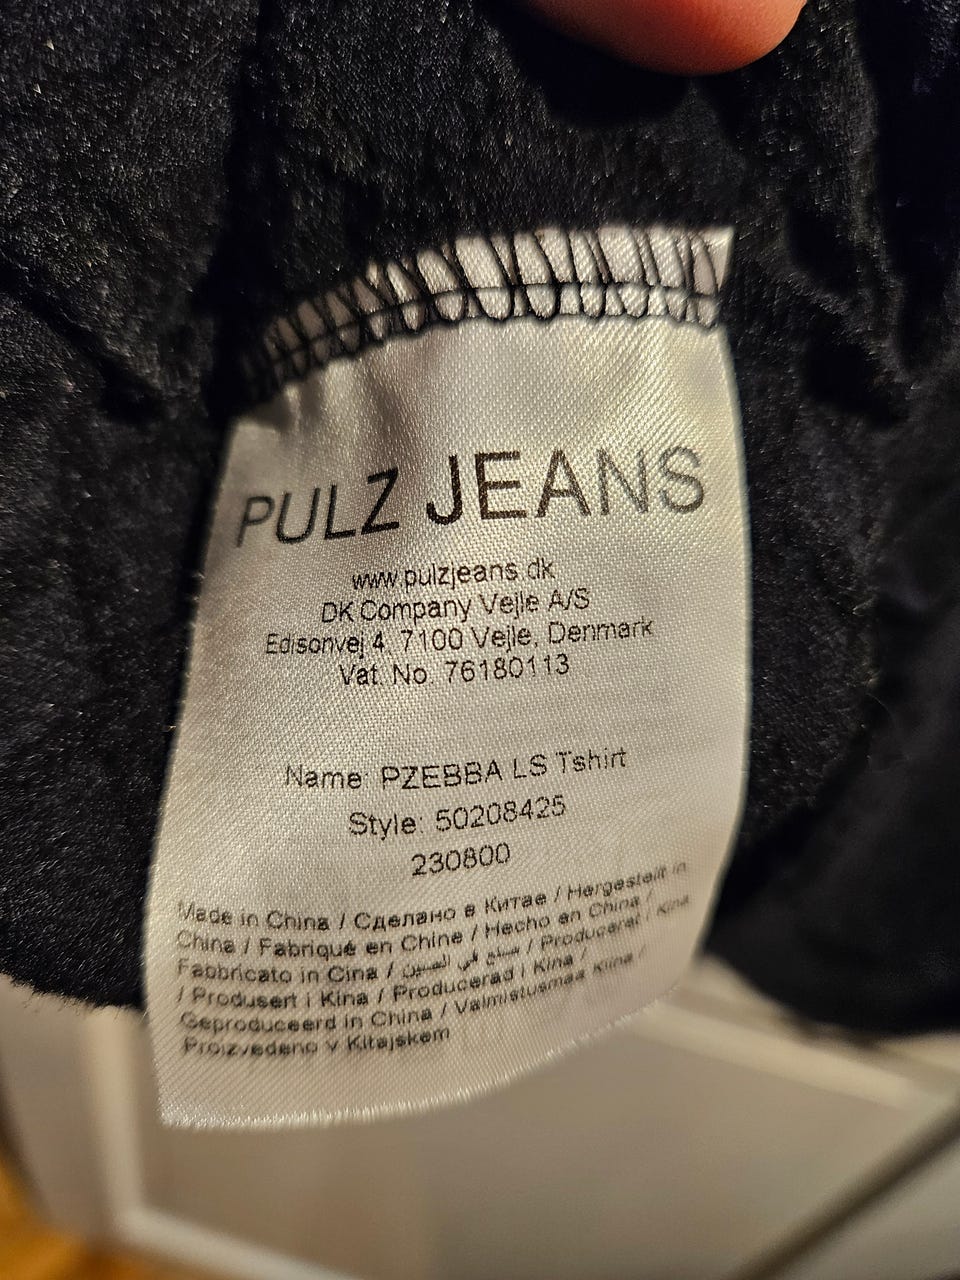 PULZ JEANS
www.pulzjeans.dk
DK Company Vejle A/S
Edisonvej 4, 7100 Vejle, Denmark
Vat. No. 76180113
Name: PZEBBA LS Tshirt
Style: 50208425
230800
Made in China / Сделано в Китае / Hergestellt in
China / Fabriqué en Chine / Hecho en China /
Fabbricato in Cina / صنع في الصين / Produceret i Kina
/ Produsert i Kina / Producerad i Kina /
Geproduceerd in China / Valmistusmaa Kiina /
Proizvedeno v Kitajskem